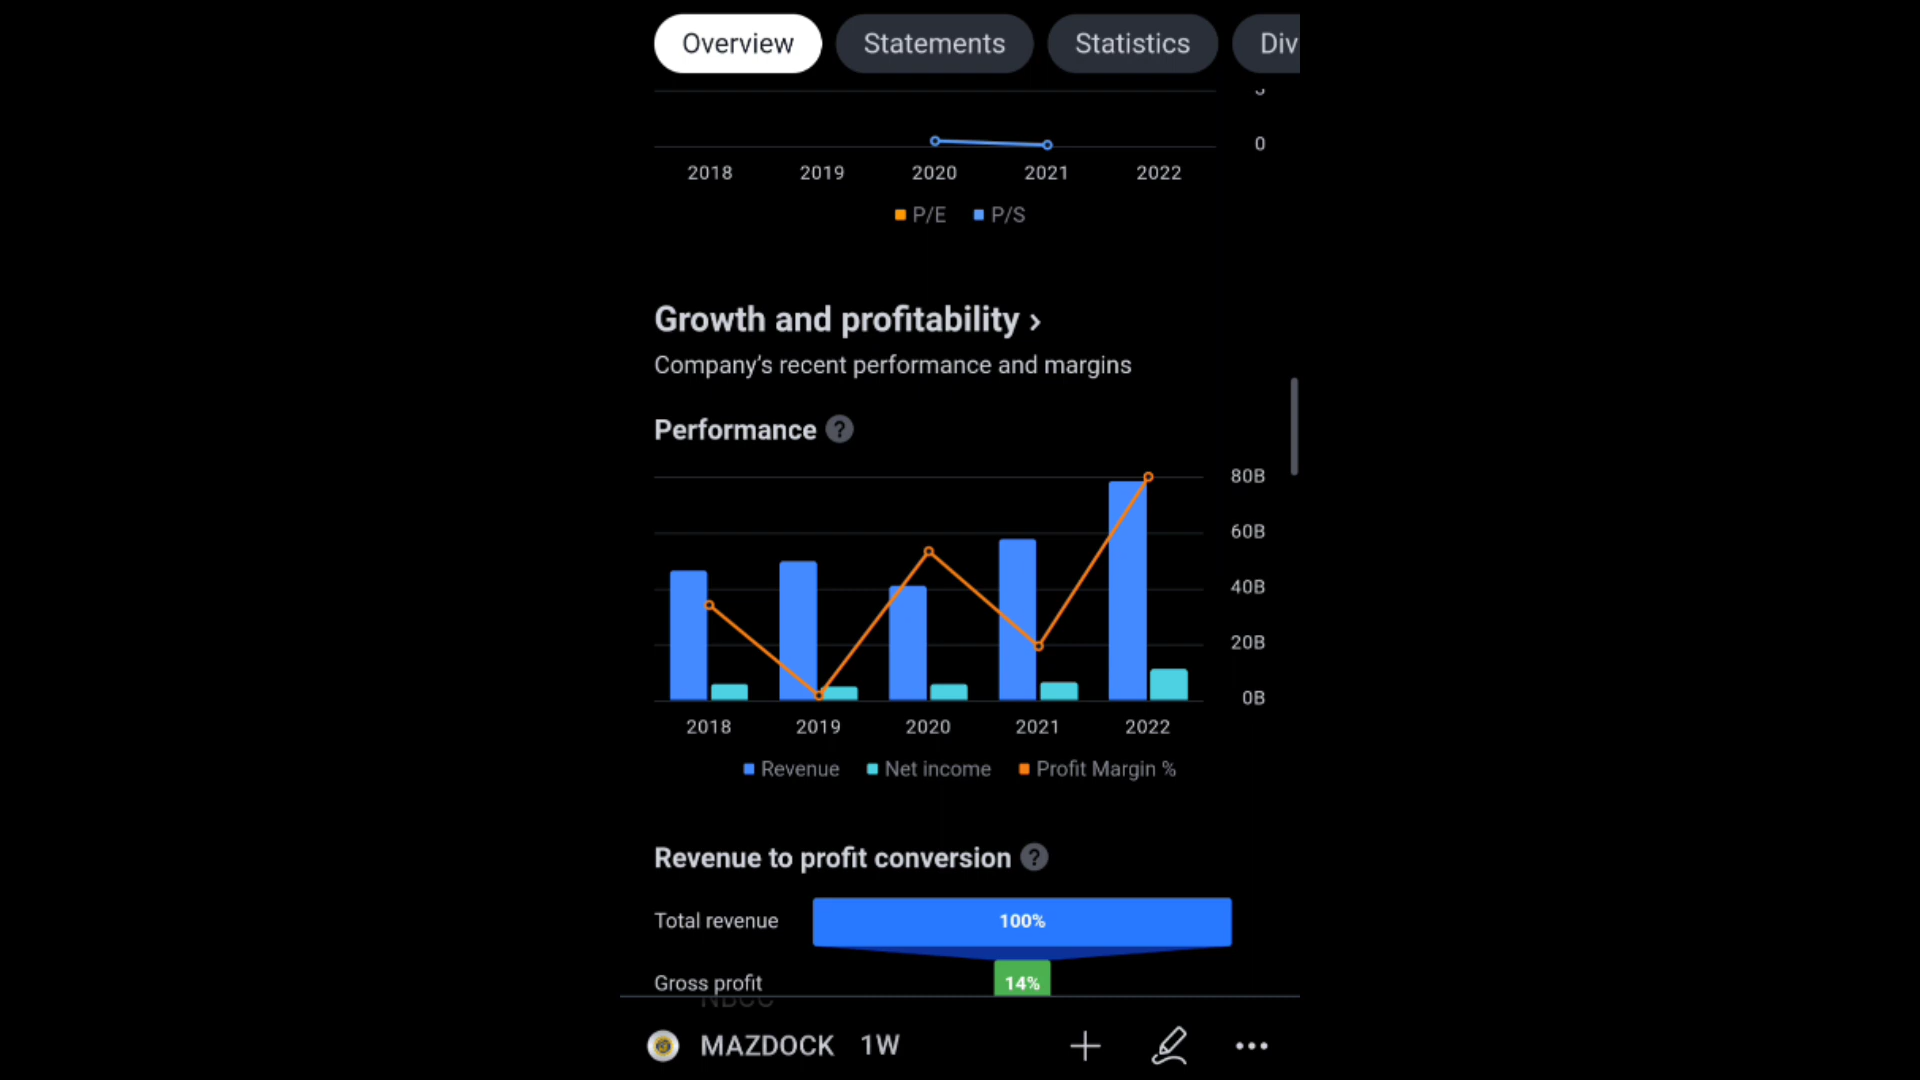 Overview Statements Statistics Div
0
2018 2019 2020 2021 2022
P/E P/S
Growth and profitability ›
Company's recent performance and margins
Performance ?
80B
60B
40B
20B
0B
2018 2019 2020 2021 2022
Revenue Net income Profit Margin %
Revenue to profit conversion ?
Total revenue 100%
Gross profit 14%
MAZDOCK 1W